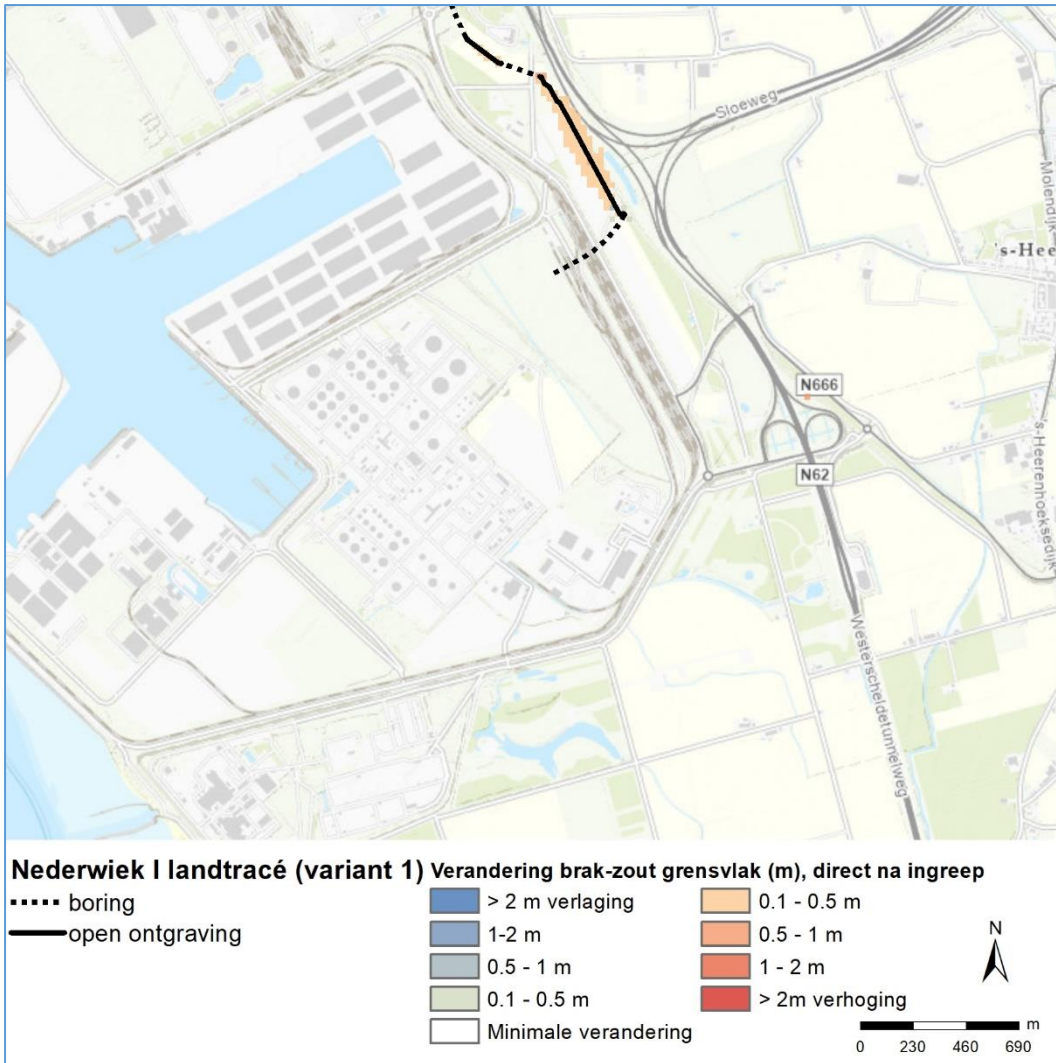 Sloeweg
Molendijk
's-Hee
N666
N62
's-Heerenhoeksedijk
Westerscheldetunnelweg
Nederwiek I landtracé (variant 1)
boring
open ontgraving
Verandering brak-zout grensvlak (m), direct na ingreep
> 2 m verlaging
1-2 m
0.5 - 1 m
0.1 - 0.5 m
Minimale verandering
0.1 - 0.5 m
0.5 - 1 m
1 - 2 m
> 2m verhoging
N
m
0 230 460 690